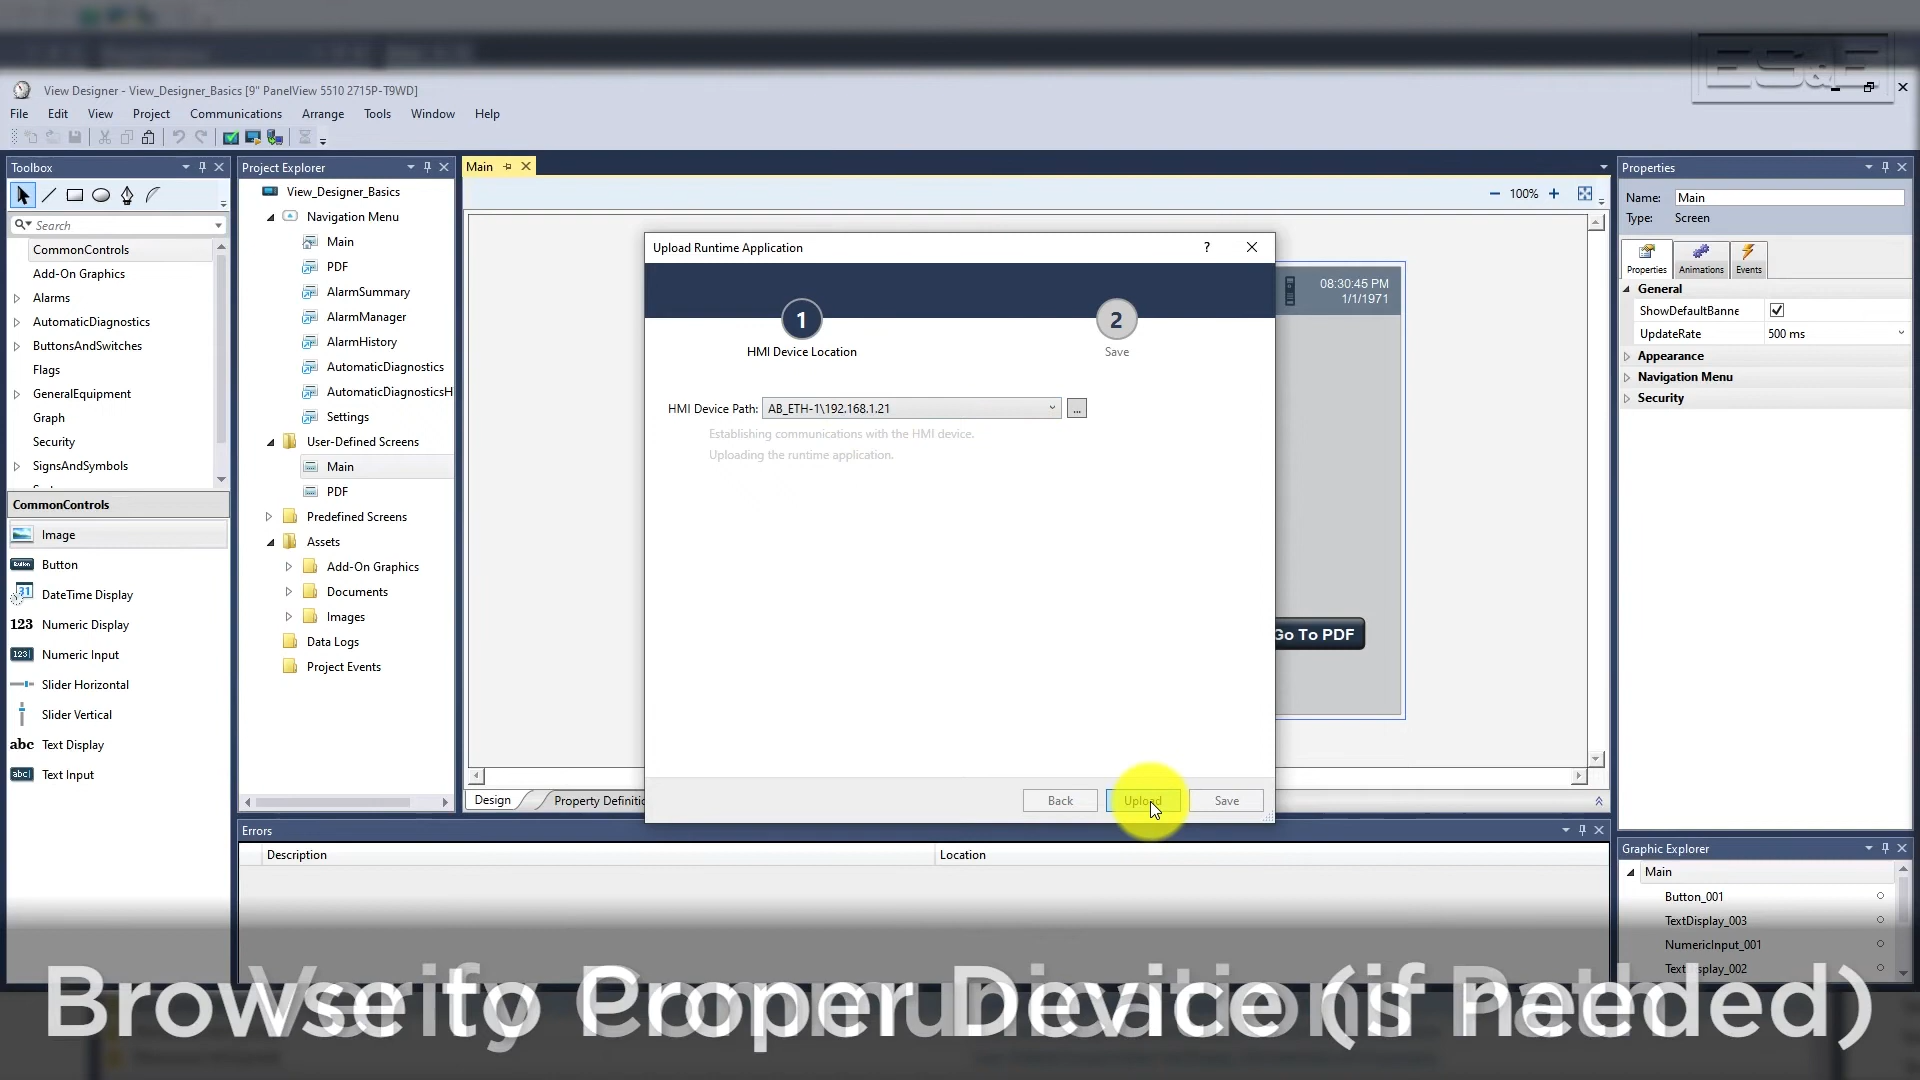 ES&E
View Designer - View_Designer_Basics [9" PanelView 5510 2715P-T9WD]
File Edit View Project Communications Arrange Tools Window Help
Toolbox
Search
CommonControls
Add-On Graphics
Alarms
AutomaticDiagnostics
ButtonsAndSwitches
Flags
GeneralEquipment
Graph
Security
SignsAndSymbols
CommonControls
Image
Button
DateTime Display
Numeric Display
Numeric Input
Slider Horizontal
Slider Vertical
Text Display
Text Input
Project Explorer
View_Designer_Basics
Navigation Menu
Main
PDF
AlarmSummary
AlarmManager
AlarmHistory
AutomaticDiagnostics
AutomaticDiagnosticsH
Settings
User-Defined Screens
Main
PDF
Predefined Screens
Assets
Add-On Graphics
Documents
Images
Data Logs
Project Events
Main
100%
Upload Runtime Application
1
2
HMI Device Location
Save
HMI Device Path: AB_ETH-1\192.168.1.21
...
Establishing communications with the HMI device.
Uploading the runtime application.
Back Upload Save
08:30:45 PM
1/1/1971
Go To PDF
Design Property Definitio
Errors
Description Location
Properties
Name: Main
Type: Screen
Properties Animations Events
General
ShowDefaultBanne
UpdateRate 500 ms
Appearance
Navigation Menu
Security
Graphic Explorer
Main
Button_001
TextDisplay_003
NumericInput_001
TextDisplay_002